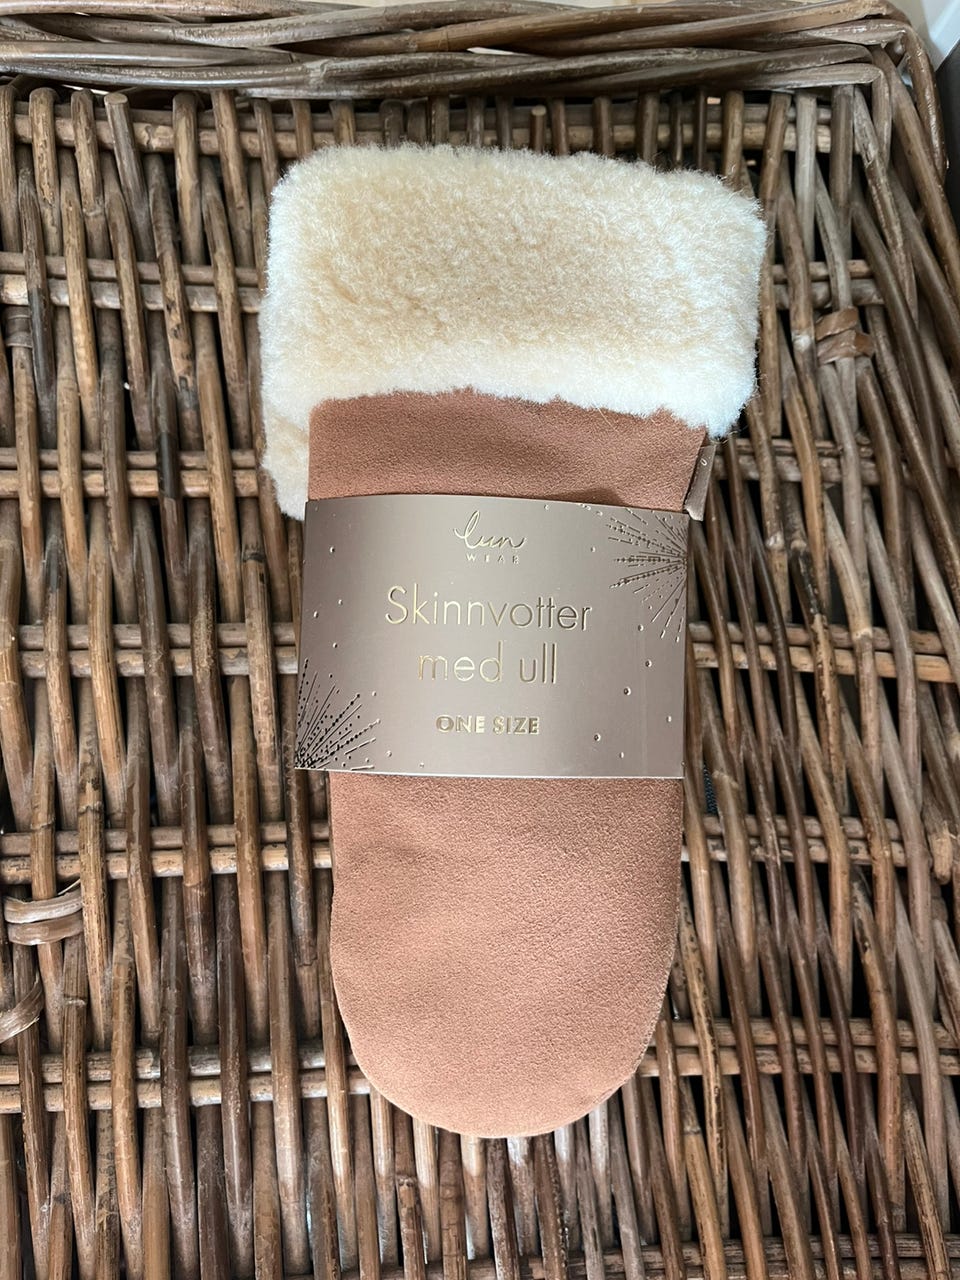 lun
WEAR
Skinnvotter
med ull
ONE SIZE